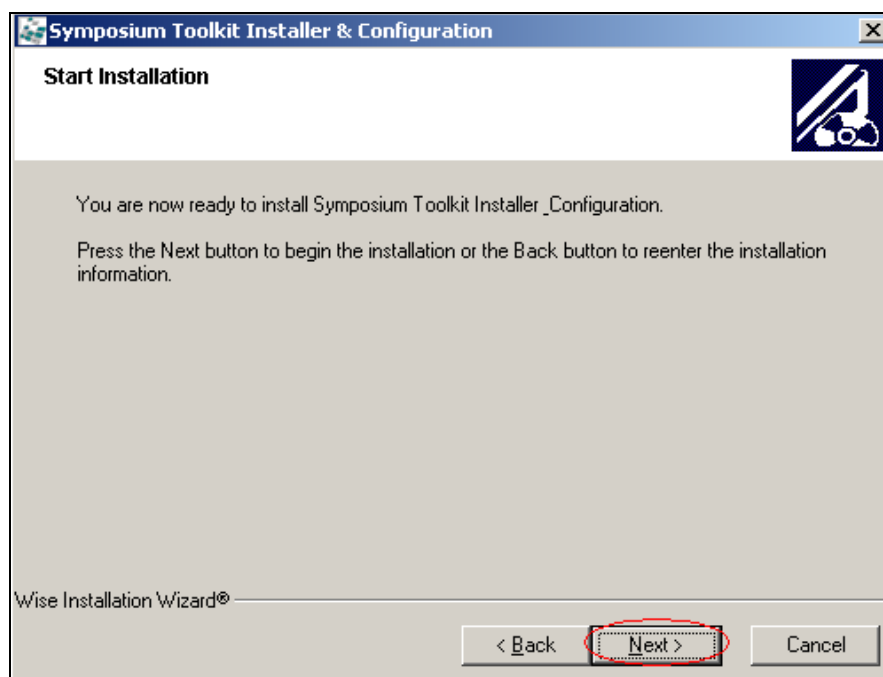 Symposium Toolkit Installer & Configuration
Start Installation
You are now ready to install Symposium Toolkit Installer _Configuration.
Press the Next button to begin the installation or the Back button to reenter the installation
information.
Wise Installation Wizard®
< Back
Next >
Cancel